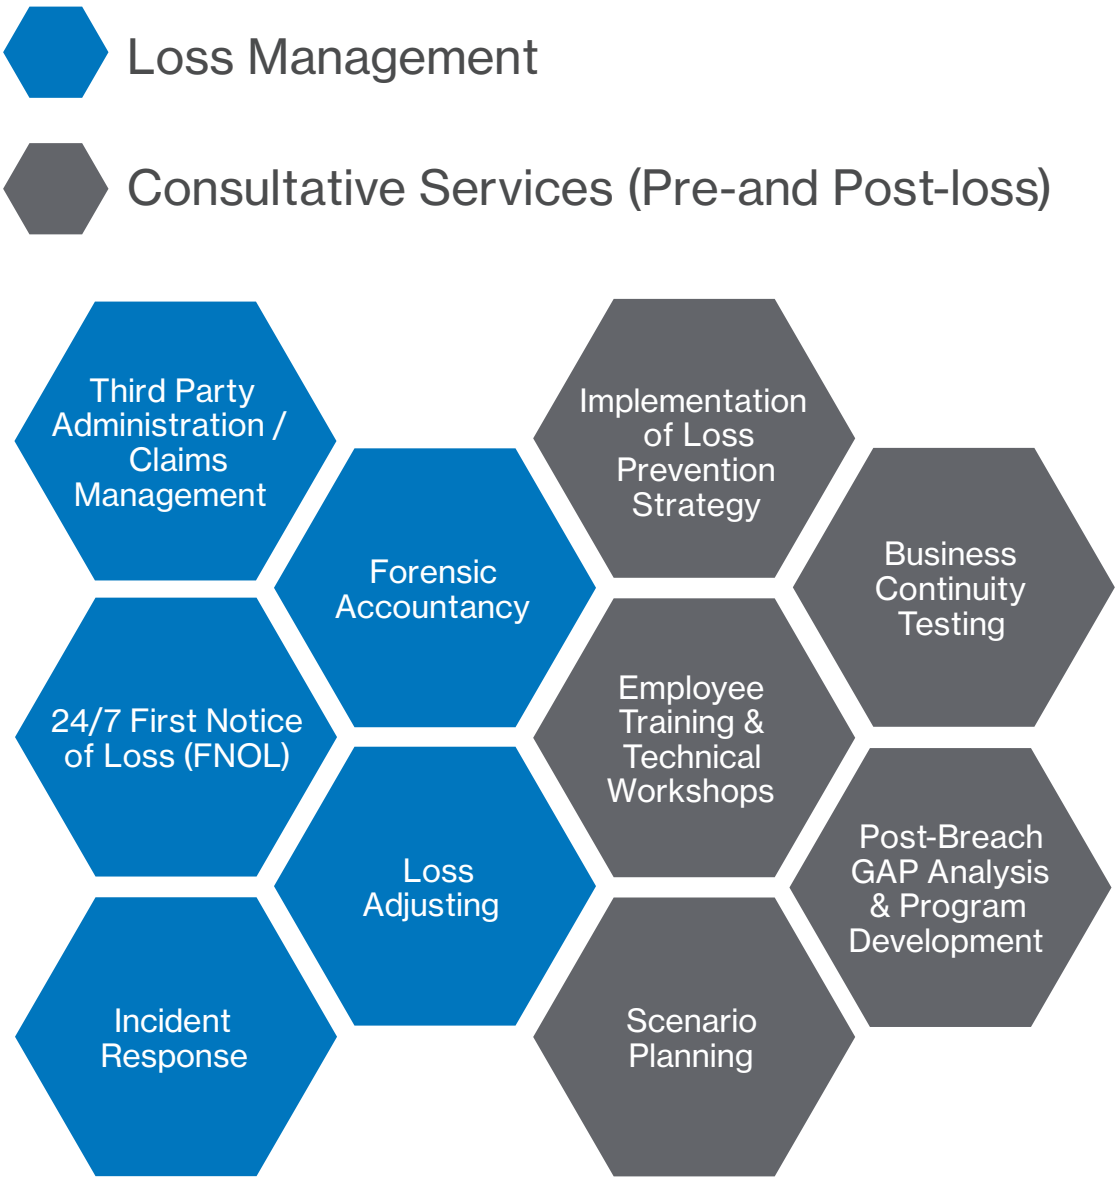 Loss Management
Consultative Services (Pre-and Post-loss)
Third Party
Administration /
Claims
Management
Forensic
Accountancy
24/7 First Notice
of Loss (FNOL)
Loss
Adjusting
Incident
Response
Implementation
of Loss
Prevention
Strategy
Business
Continuity
Testing
Employee
Training &
Technical
Workshops
Post-Breach
GAP Analysis
& Program
Development
Scenario
Planning